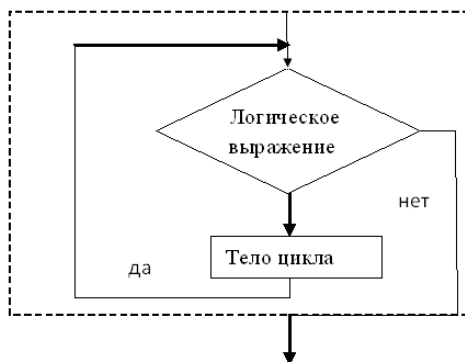 Логическое
выражение
нет
Тело цикла
да